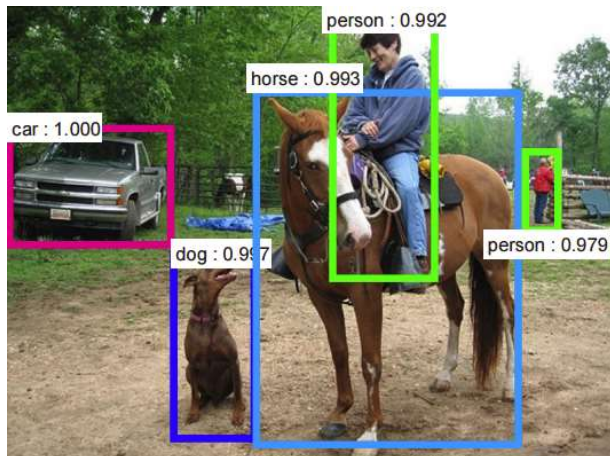 person : 0.992
horse : 0.993
car : 1.000
dog : 0.997
person : 0.979